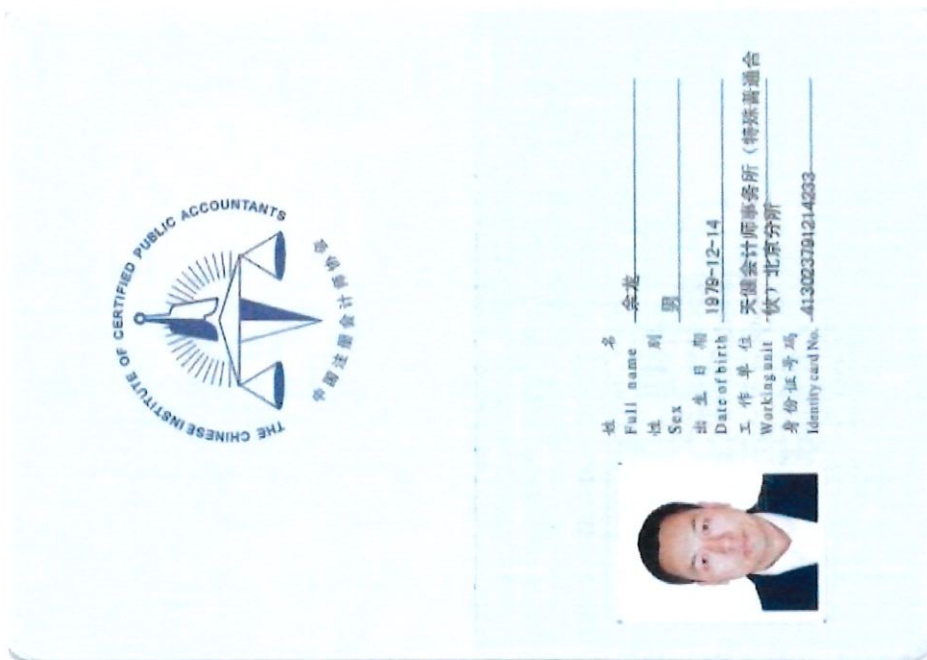 THE CHINESE INSTITUTE OF CERTIFIED PUBLIC ACCOUNTANTS
中国注册会计师协会
姓 名 余龙
Full name
性 别 男
Sex
出 生 日 期 1979-12-14
Date of birth
工 作 单 位 天健会计师事务所(特殊普通合
Working unit 伙)北京分所
身份证号码
Identity card No. 413023791214233